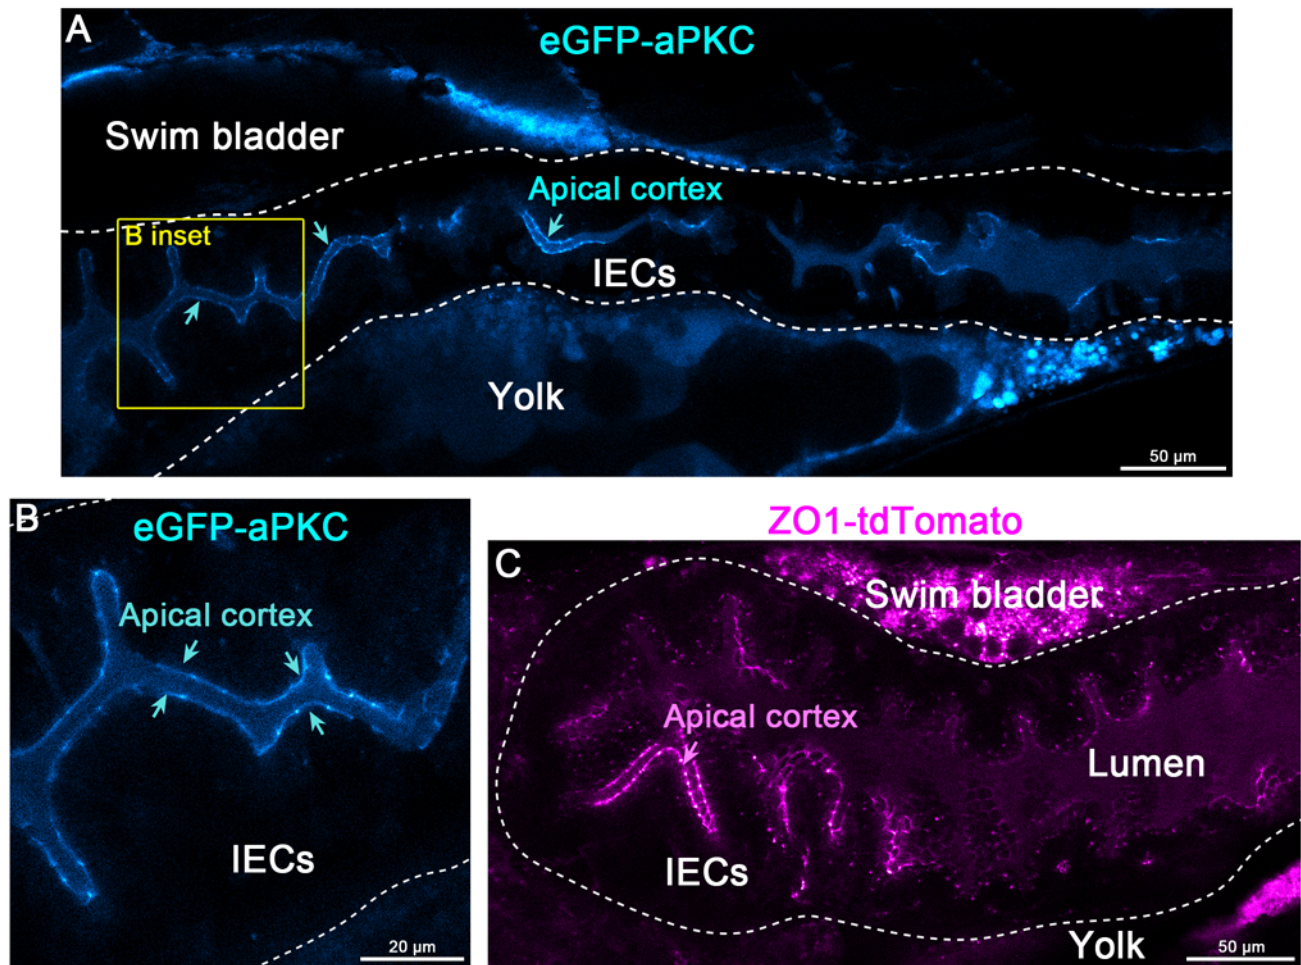 A
eGFP-aPKC
Swim bladder
Apical cortex
B inset
IECs
Yolk
50 µm
B
eGFP-aPKC
Apical cortex
IECs
20 µm
ZO1-tdTomato
C
Swim bladder
Apical cortex
Lumen
IECs
Yolk
50 µm